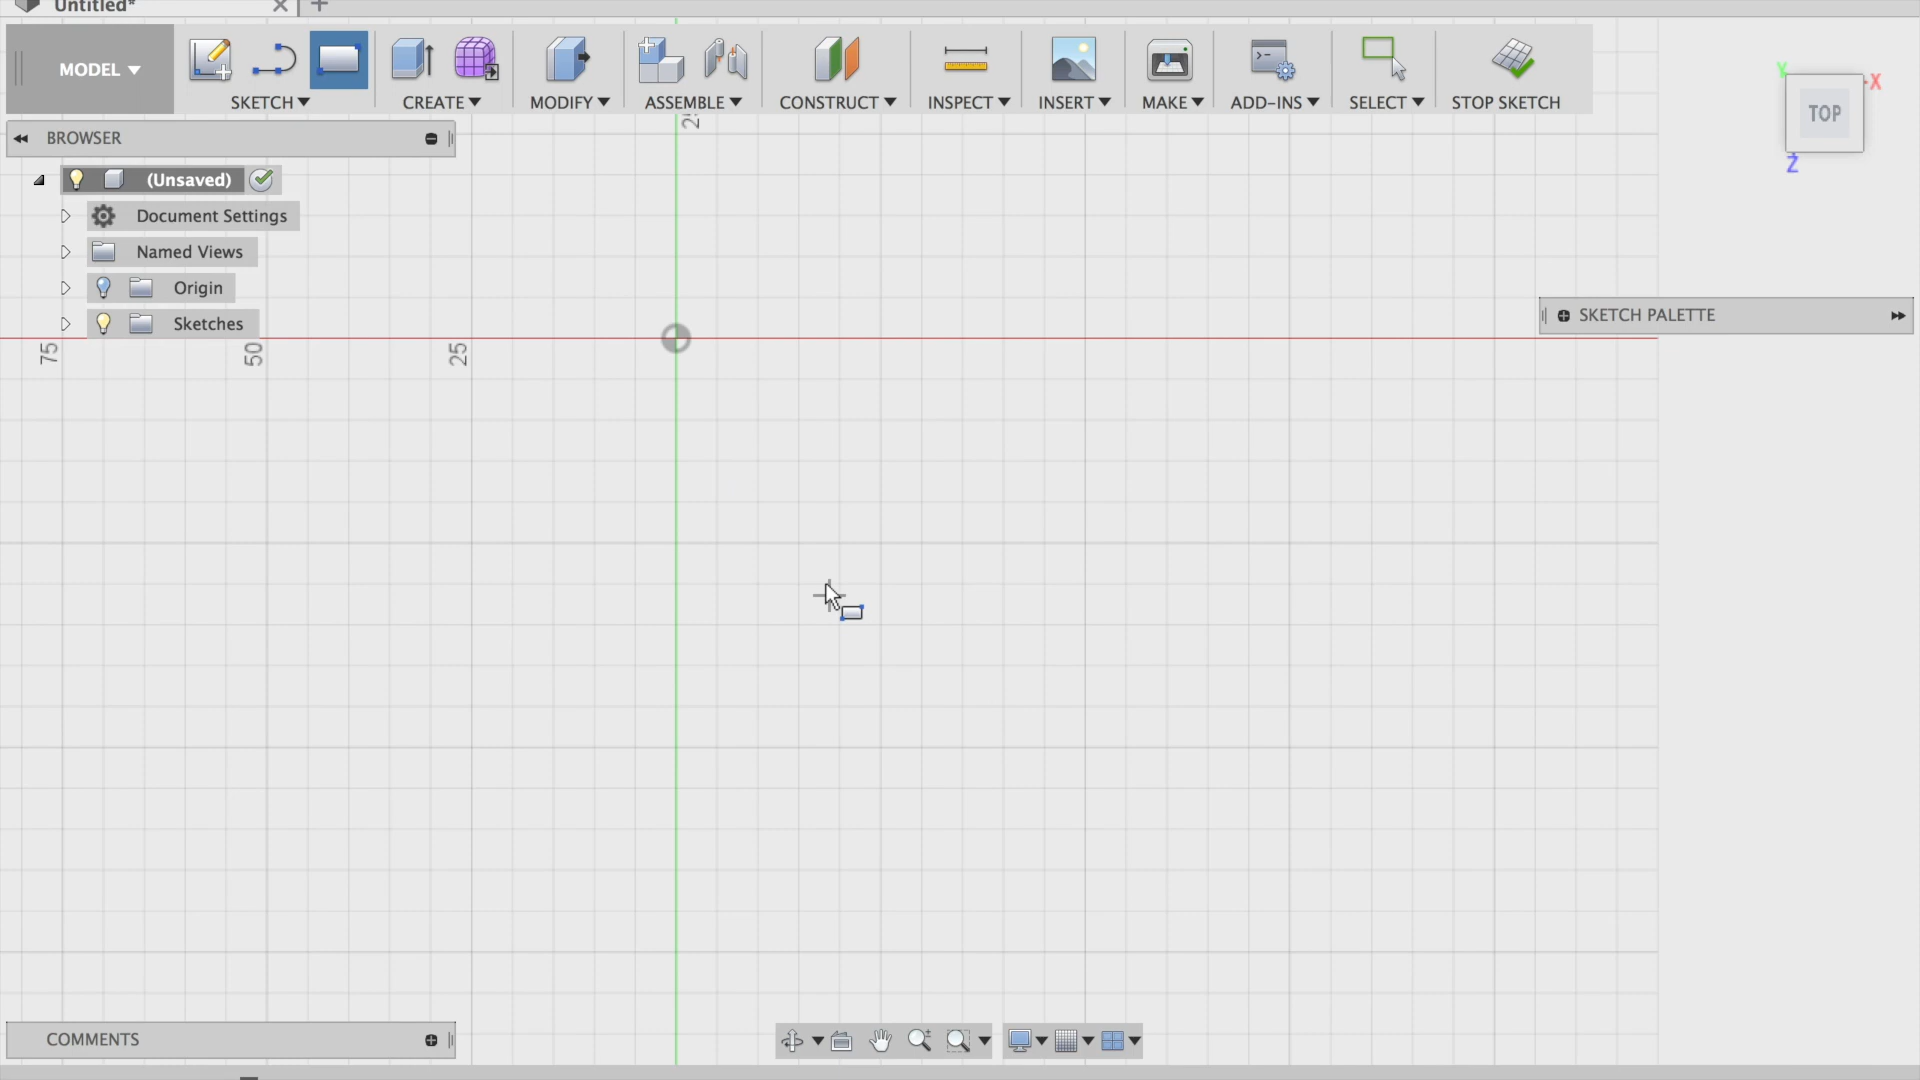 Untitled*
MODEL
SKETCH
CREATE
MODIFY
ASSEMBLE
CONSTRUCT
INSPECT
INSERT
MAKE
ADD-INS
SELECT
STOP SKETCH
BROWSER
(Unsaved)
Document Settings
Named Views
Origin
Sketches
75
50
25
TOP
X
Y
Z
SKETCH PALETTE
COMMENTS